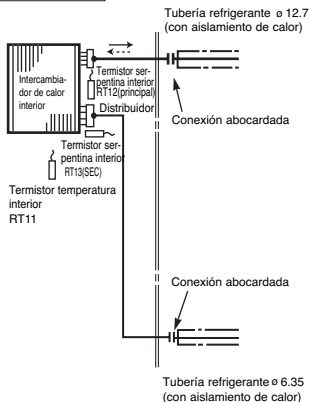 Tubería refrigerante ø 12.7
(con aislamiento de calor)
Intercambia-
dor de calor
interior
Termistor ser-
pentina interior
RT12(principal)
Distribuidor
Conexión abocardada
Termistor ser-
pentina interior
RT13(SEC)
Termistor temperatura
interior
RT11
Conexión abocardada
Tubería refrigerante ø 6.35
(con aislamiento de calor)